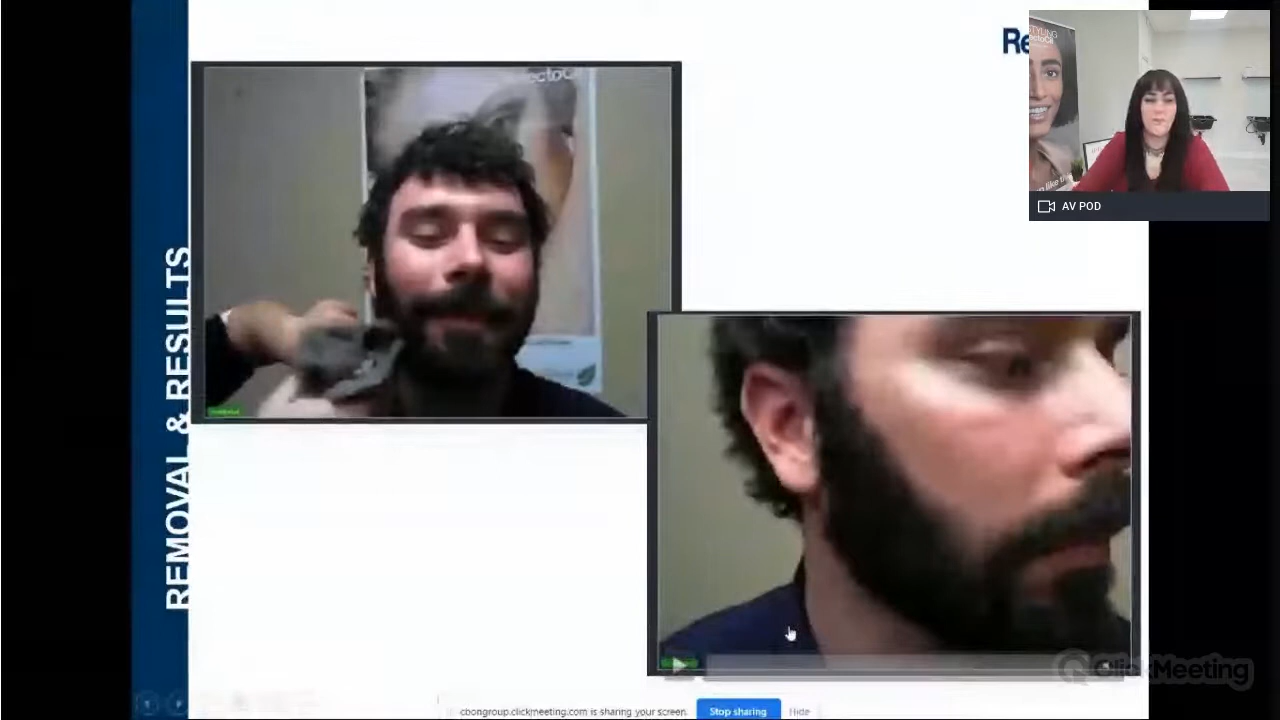 Re
AV POD
REMOVAL & RESULTS
cbongroup.clickmeeting.com is sharing your screen.
Stop sharing
Hide
ClickMeeting